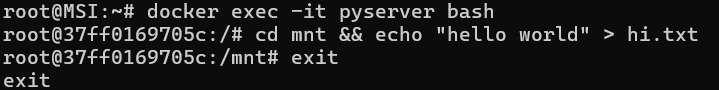 root@MSI:~# docker exec -it pyserver bash
root@37ff0169705c:/# cd mnt && echo "hello world" > hi.txt
root@37ff0169705c:/mnt# exit
exit